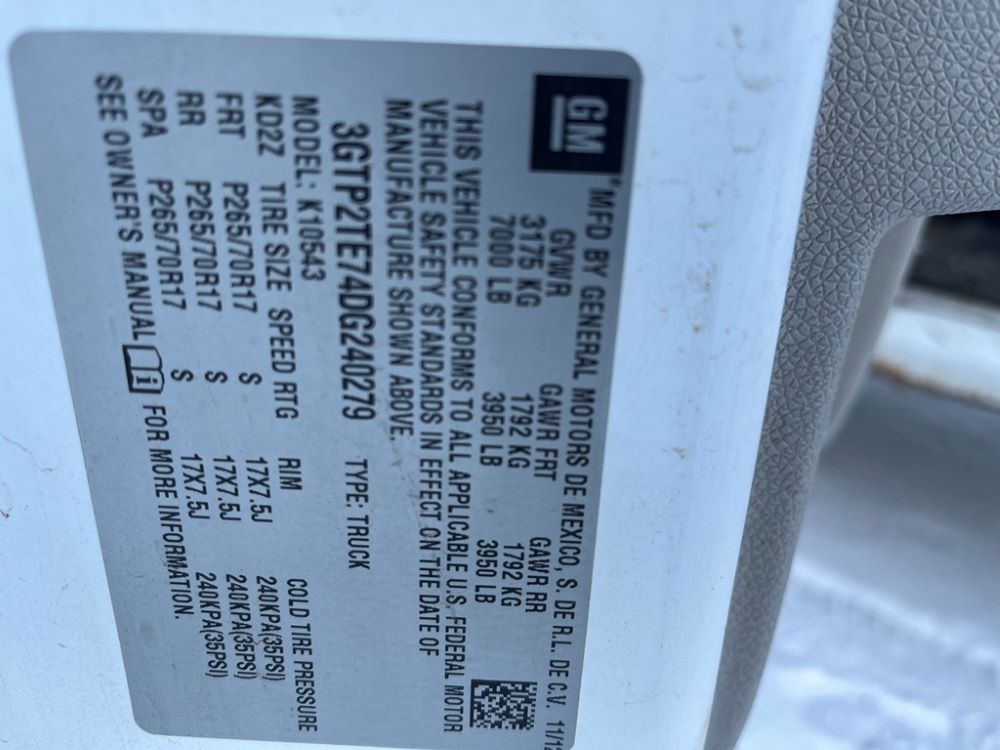 GM
MFD BY GENERAL MOTORS DE MEXICO, S. DE R.L. DE C.V. 11/12
GVWR GAWR FRT GAWR RR
3175 KG 1792 KG 1792 KG
7000 LB 3950 LB 3950 LB
THIS VEHICLE CONFORMS TO ALL APPLICABLE U.S. FEDERAL MOTOR
VEHICLE SAFETY STANDARDS IN EFFECT ON THE DATE OF
MANUFACTURE SHOWN ABOVE.
3GTP2TE74DG240279 TYPE: TRUCK
MODEL: K10543
KD2Z TIRE SIZE SPEED RTG RIM COLD TIRE PRESSURE
FRT P265/70R17 S 17X7.5J 240KPA(35PSI)
RR P265/70R17 S 17X7.5J 240KPA(35PSI)
SPA P265/70R17 S 17X7.5J 240KPA(35PSI)
SEE OWNER'S MANUAL FOR MORE INFORMATION.